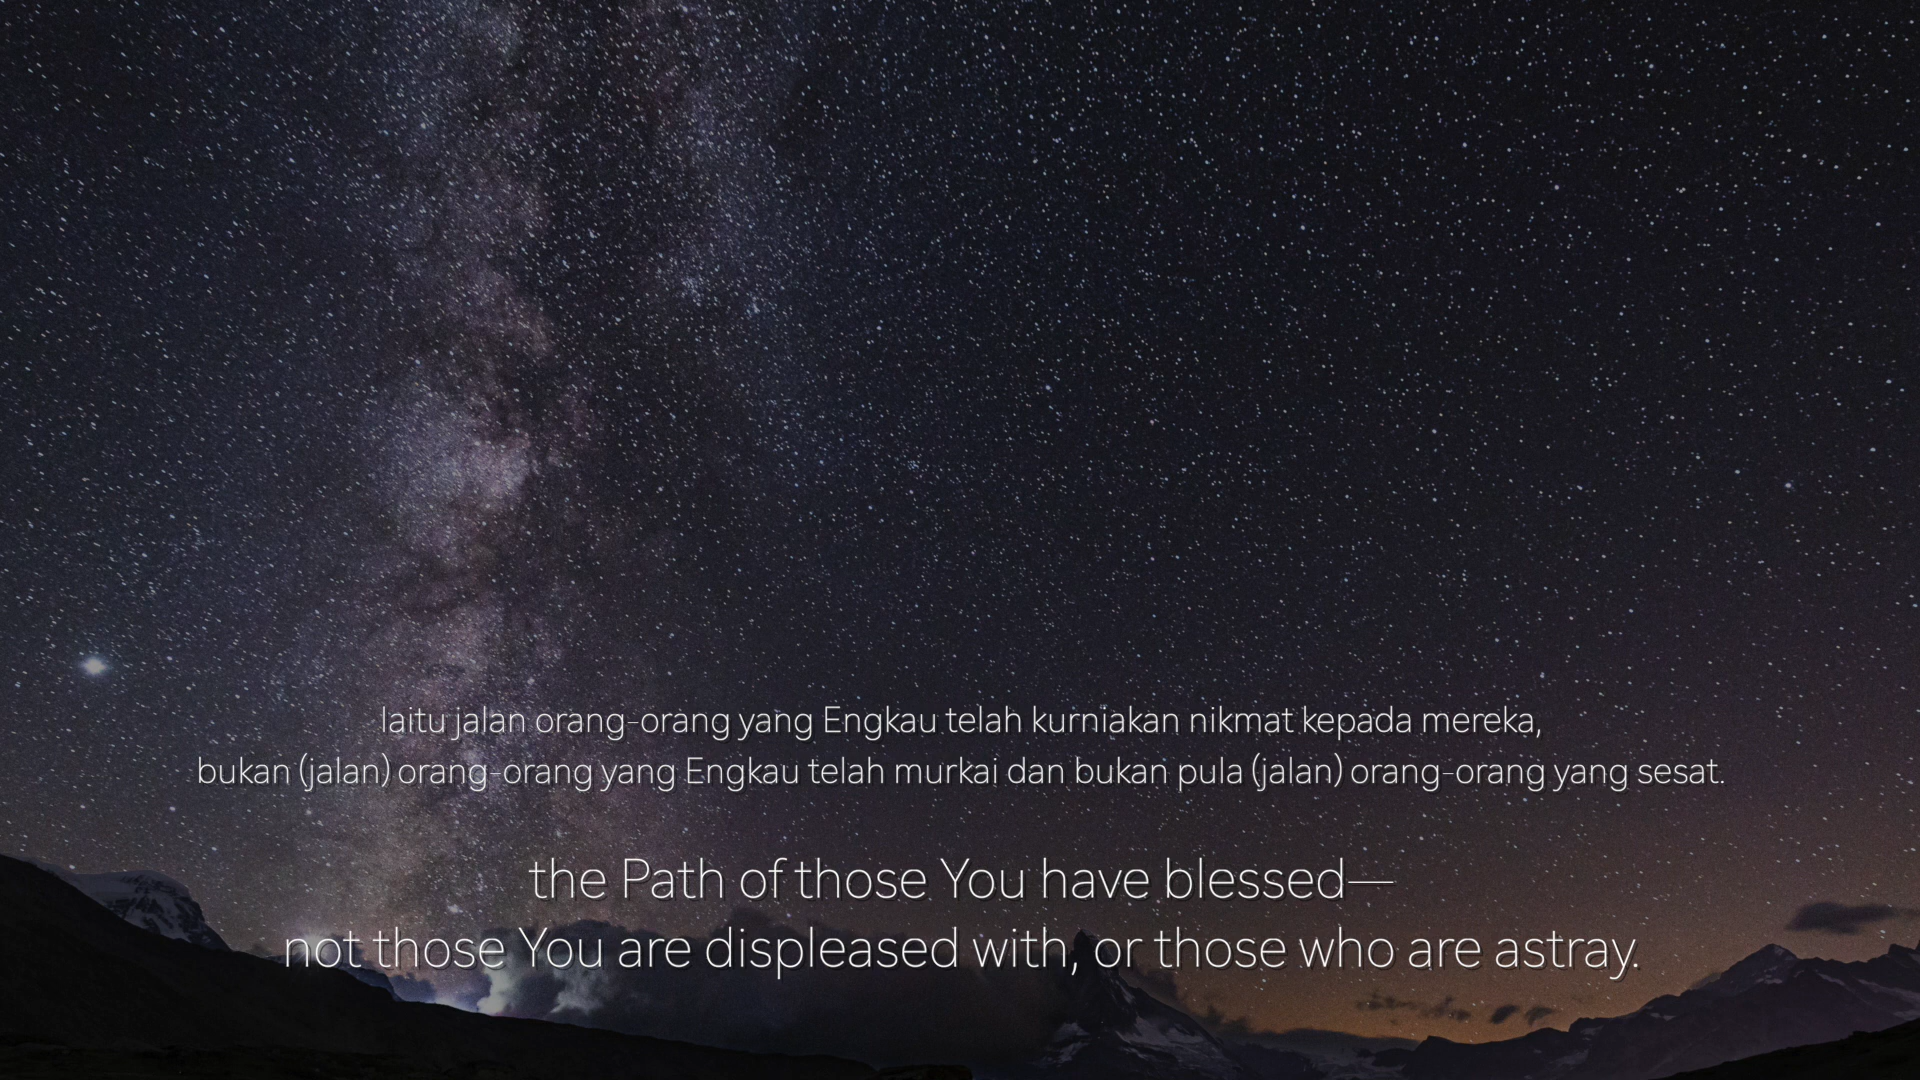 Iaitu jalan orang-orang yang Engkau telah kurniakan nikmat kepada mereka,
bukan (jalan) orang-orang yang Engkau telah murkai dan bukan pula (jalan) orang-orang yang sesat.
the Path of those You have blessed—
not those You are displeased with, or those who are astray.